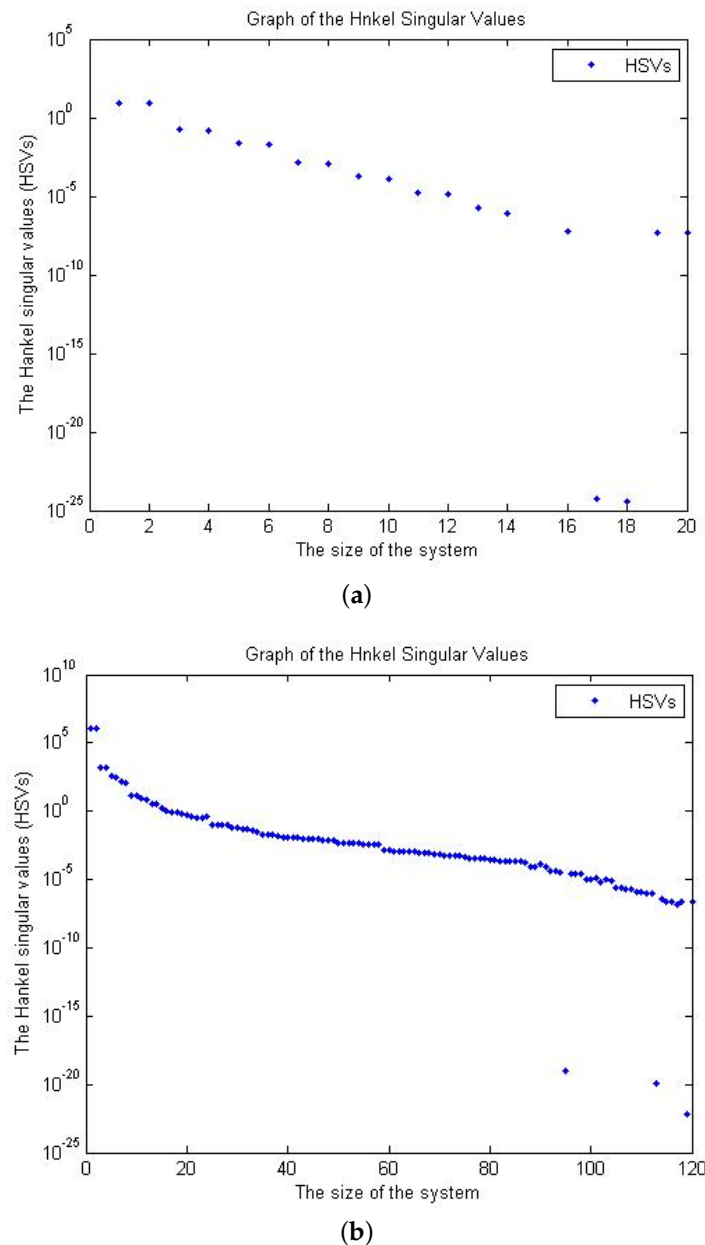 Graph of the Hnkel Singular Values
HSVs
The Hankel singular values (HSVs)
10^5
10^0
10^-5
10^-10
10^-15
10^-20
10^-25
0 2 4 6 8 10 12 14 16 18 20
The size of the system
(a)
Graph of the Hnkel Singular Values
HSVs
The Hankel singular values (HSVs)
10^10
10^5
10^0
10^-5
10^-10
10^-15
10^-20
10^-25
0 20 40 60 80 100 120
The size of the system
(b)